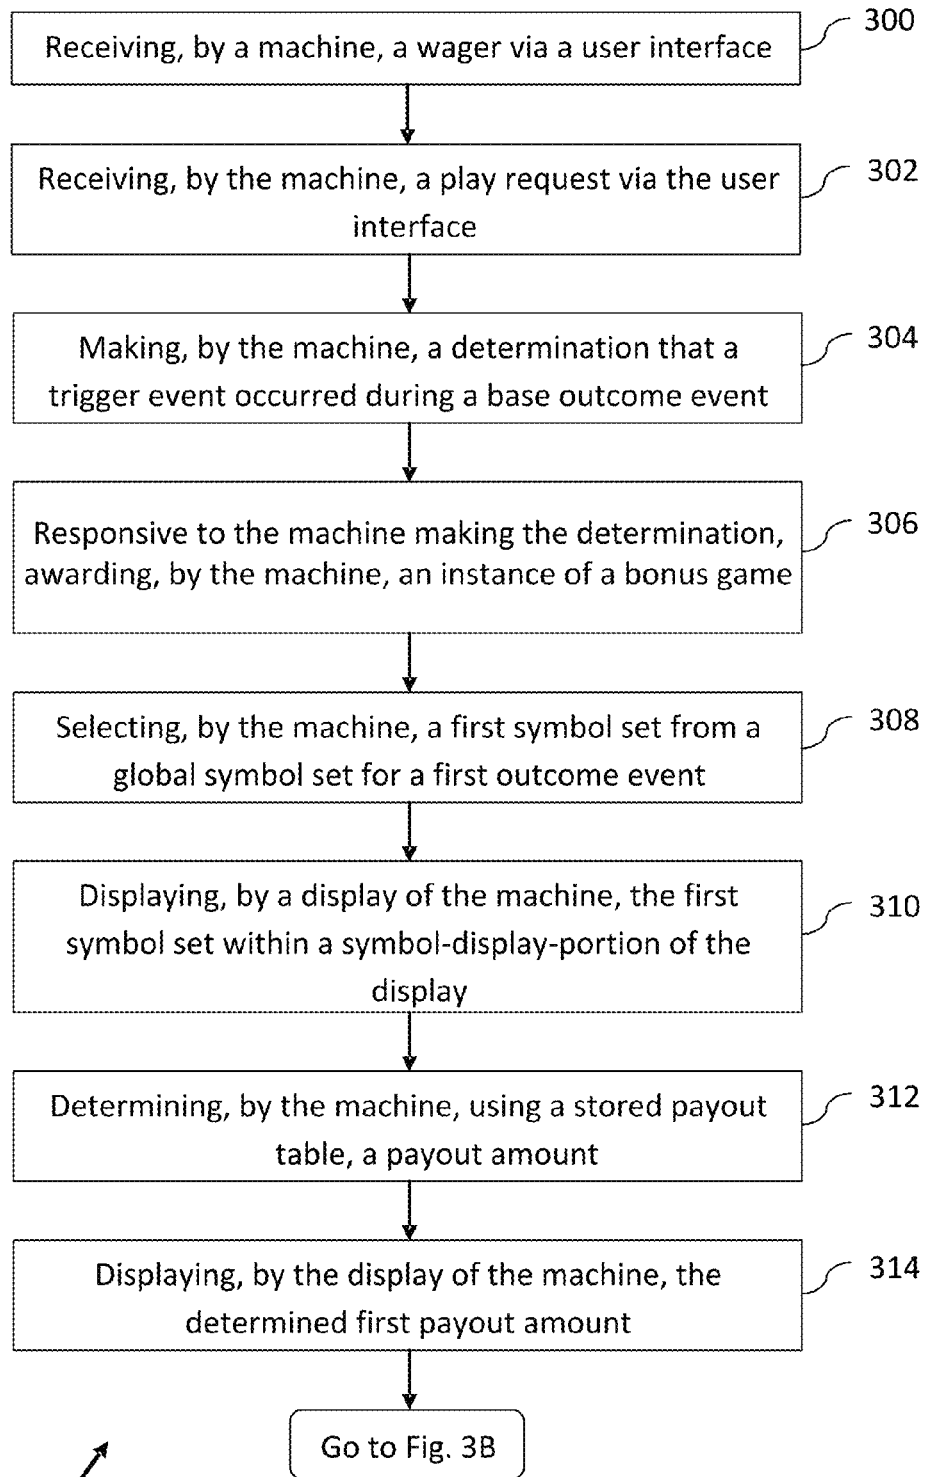 Receiving, by a machine, a wager via a user interface
300
Receiving, by the machine, a play request via the user
interface
302
Making, by the machine, a determination that a
trigger event occurred during a base outcome event
304
Responsive to the machine making the determination,
awarding, by the machine, an instance of a bonus game
306
Selecting, by the machine, a first symbol set from a
global symbol set for a first outcome event
308
Displaying, by a display of the machine, the first
symbol set within a symbol-display-portion of the
display
310
Determining, by the machine, using a stored payout
table, a payout amount
312
Displaying, by the display of the machine, the
determined first payout amount
314
Go to Fig. 3B